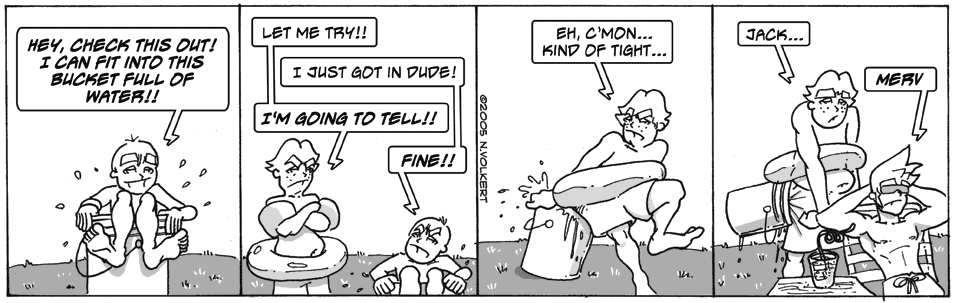 HEY, CHECK THIS OUT!
I CAN FIT INTO THIS
BUCKET FULL OF
WATER!!
LET ME TRY!!
I JUST GOT IN DUDE!
I'M GOING TO TELL!!
FINE!!
©2005 N.VOLKERT
EH, C'MON...
KIND OF TIGHT...
JACK...
MERV